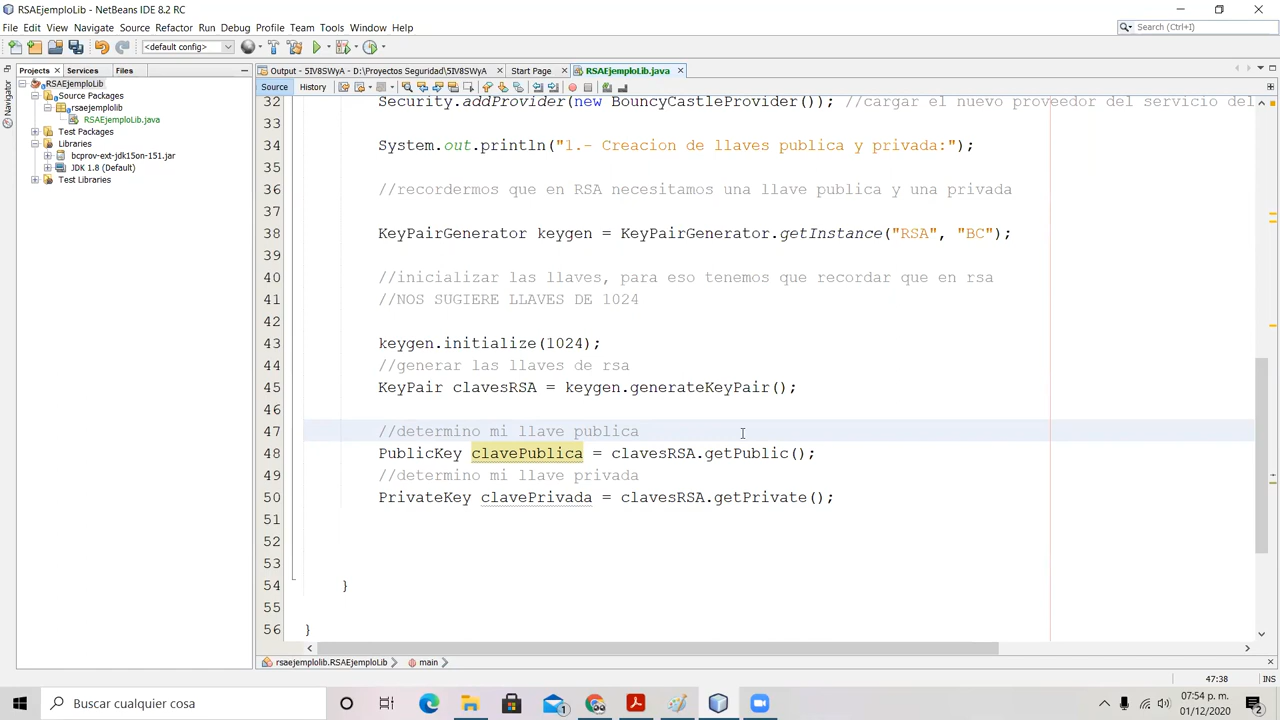 RSAEjemploLib - NetBeans IDE 8.2 RC
File Edit View Navigate Source Refactor Run Debug Profile Team Tools Window Help
Search (Ctrl+I)
<default config>
Projects Services Files
Output - 5IV8SWyA - D:\Proyectos Seguridad\5IV8SWyA Start Page RSAEjemploLib.java
Source History
Navigator
RSAEjemploLib
Source Packages
rsaejemplolib
RSAEjemploLib.java
Test Packages
Libraries
bcprov-ext-jdk15on-151.jar
JDK 1.8 (Default)
Test Libraries
32 Security.addProvider(new BouncyCastleProvider()); //cargar el nuevo proveedor del servicio del
33
34 System.out.println("1.- Creacion de llaves publica y privada:");
35
36 //recordermos que en RSA necesitamos una llave publica y una privada
37
38 KeyPairGenerator keygen = KeyPairGenerator.getInstance("RSA", "BC");
39
40 //inicializar las llaves, para eso tenemos que recordar que en rsa
41 //NOS SUGIERE LLAVES DE 1024
42
43 keygen.initialize(1024);
44 //generar las llaves de rsa
45 KeyPair clavesRSA = keygen.generateKeyPair();
46
47 //determino mi llave publica
48 PublicKey clavePublica = clavesRSA.getPublic();
49 //determino mi llave privada
50 PrivateKey clavePrivada = clavesRSA.getPrivate();
51
52
53
54 }
55
56 }
rsaejemplolib.RSAEjemploLib main
47:38 INS
Buscar cualquier cosa
1
07:54 p. m.
01/12/2020
2